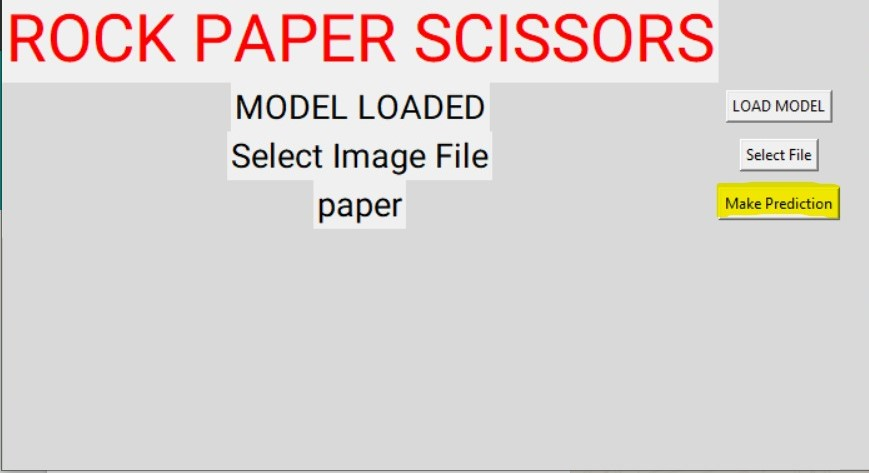 ROCK PAPER SCISSORS
MODEL LOADED
LOAD MODEL
Select Image File
Select File
paper
Make Prediction